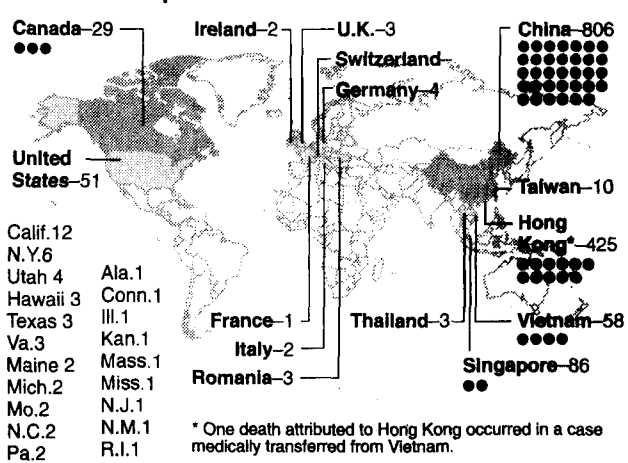 Canada–29
Ireland–2
U.K.–3
China–806
Switzerland–
Germany–4
United
States–51
Taiwan–10
Hong
Kong*–425
Calif.12
N.Y.6
Utah 4
Hawaii 3
Texas 3
Va.3
Maine 2
Mich.2
Mo.2
N.C.2
Pa.2
Ala.1
Conn.1
Ill.1
Kan.1
Mass.1
Miss.1
N.J.1
N.M.1
R.I.1
France–1
Italy–2
Romania–3
Thailand–3
Vietnam–58
Singapore–86
* One death attributed to Hong Kong occurred in a case
medically transferred from Vietnam.